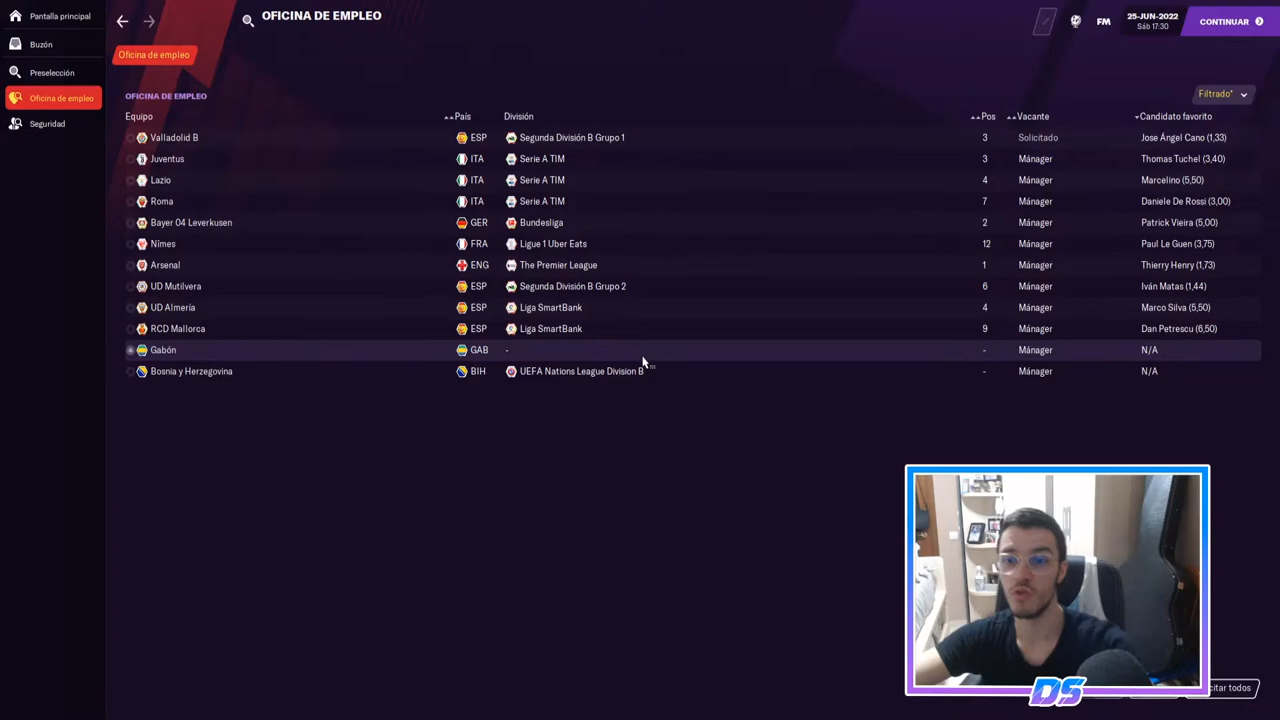 Pantalla principal
OFICINA DE EMPLEO
FM
25-JUN-2022
Sáb 17:30
CONTINUAR
Buzón
Oficina de empleo
Preselección
Oficina de empleo
Seguridad
OFICINA DE EMPLEO
Filtrado*
Equipo País División Pos Vacante Candidato favorito
Valladolid B ESP Segunda División B Grupo 1 3 Solicitado Jose Ángel Cano (1,33)
Juventus ITA Serie A TIM 3 Mánager Thomas Tuchel (3,40)
Lazio ITA Serie A TIM 4 Mánager Marcelino (5,50)
Roma ITA Serie A TIM 7 Mánager Daniele De Rossi (3,00)
Bayer 04 Leverkusen GER Bundesliga 2 Mánager Patrick Vieira (5,00)
Nimes FRA Ligue 1 Uber Eats 12 Mánager Paul Le Guen (3,75)
Arsenal ENG The Premier League 1 Mánager Thierry Henry (1,73)
UD Mutilvera ESP Segunda División B Grupo 2 6 Mánager Iván Matas (1,44)
UD Almería ESP Liga SmartBank 4 Mánager Marco Silva (5,50)
RCD Mallorca ESP Liga SmartBank 9 Mánager Dan Petrescu (6,50)
Gabón GAB - - Mánager N/A
Bosnia y Herzegovina BIH UEFA Nations League Division B - Mánager N/A
DS
citar todos